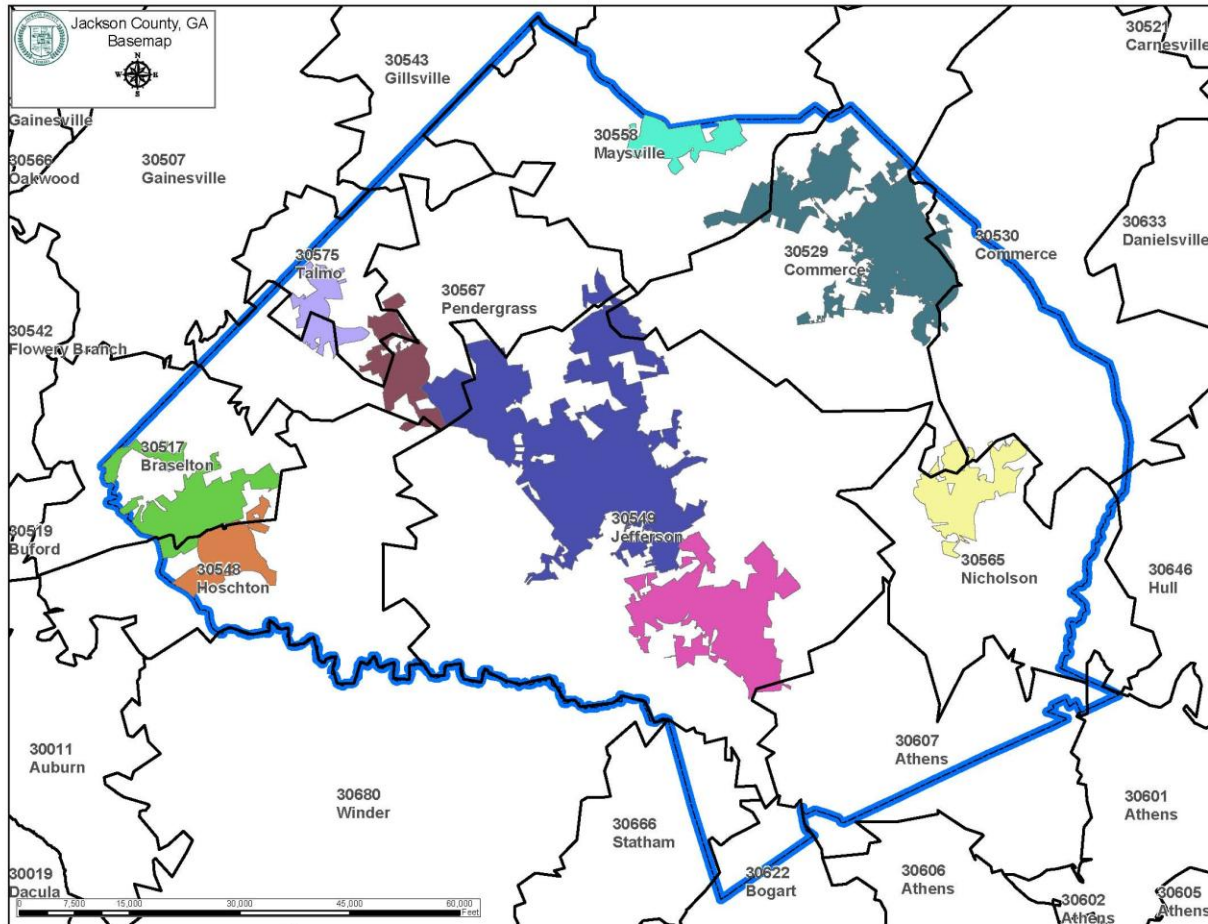 Jackson County, GA
Basemap
N
W E
S
30521
Carnesville
30543
Gillsville
Gainesville
30566
Oakwood
30507
Gainesville
30558
Maysville
30633
Danielsville
30575
Talmo
30529
Commerce
30530
Commerce
30567
Pendergrass
30542
Flowery Branch
30517
Braselton
30519
Buford
30549
Jefferson
30548
Hoschton
30565
Nicholson
30646
Hull
30011
Auburn
30607
Athens
30680
Winder
30666
Statham
30601
Athens
30622
Bogart
30606
Athens
30019
Dacula
30602
Athens
30605
Athens
0 7,500 15,000 30,000 45,000 60,000
Feet